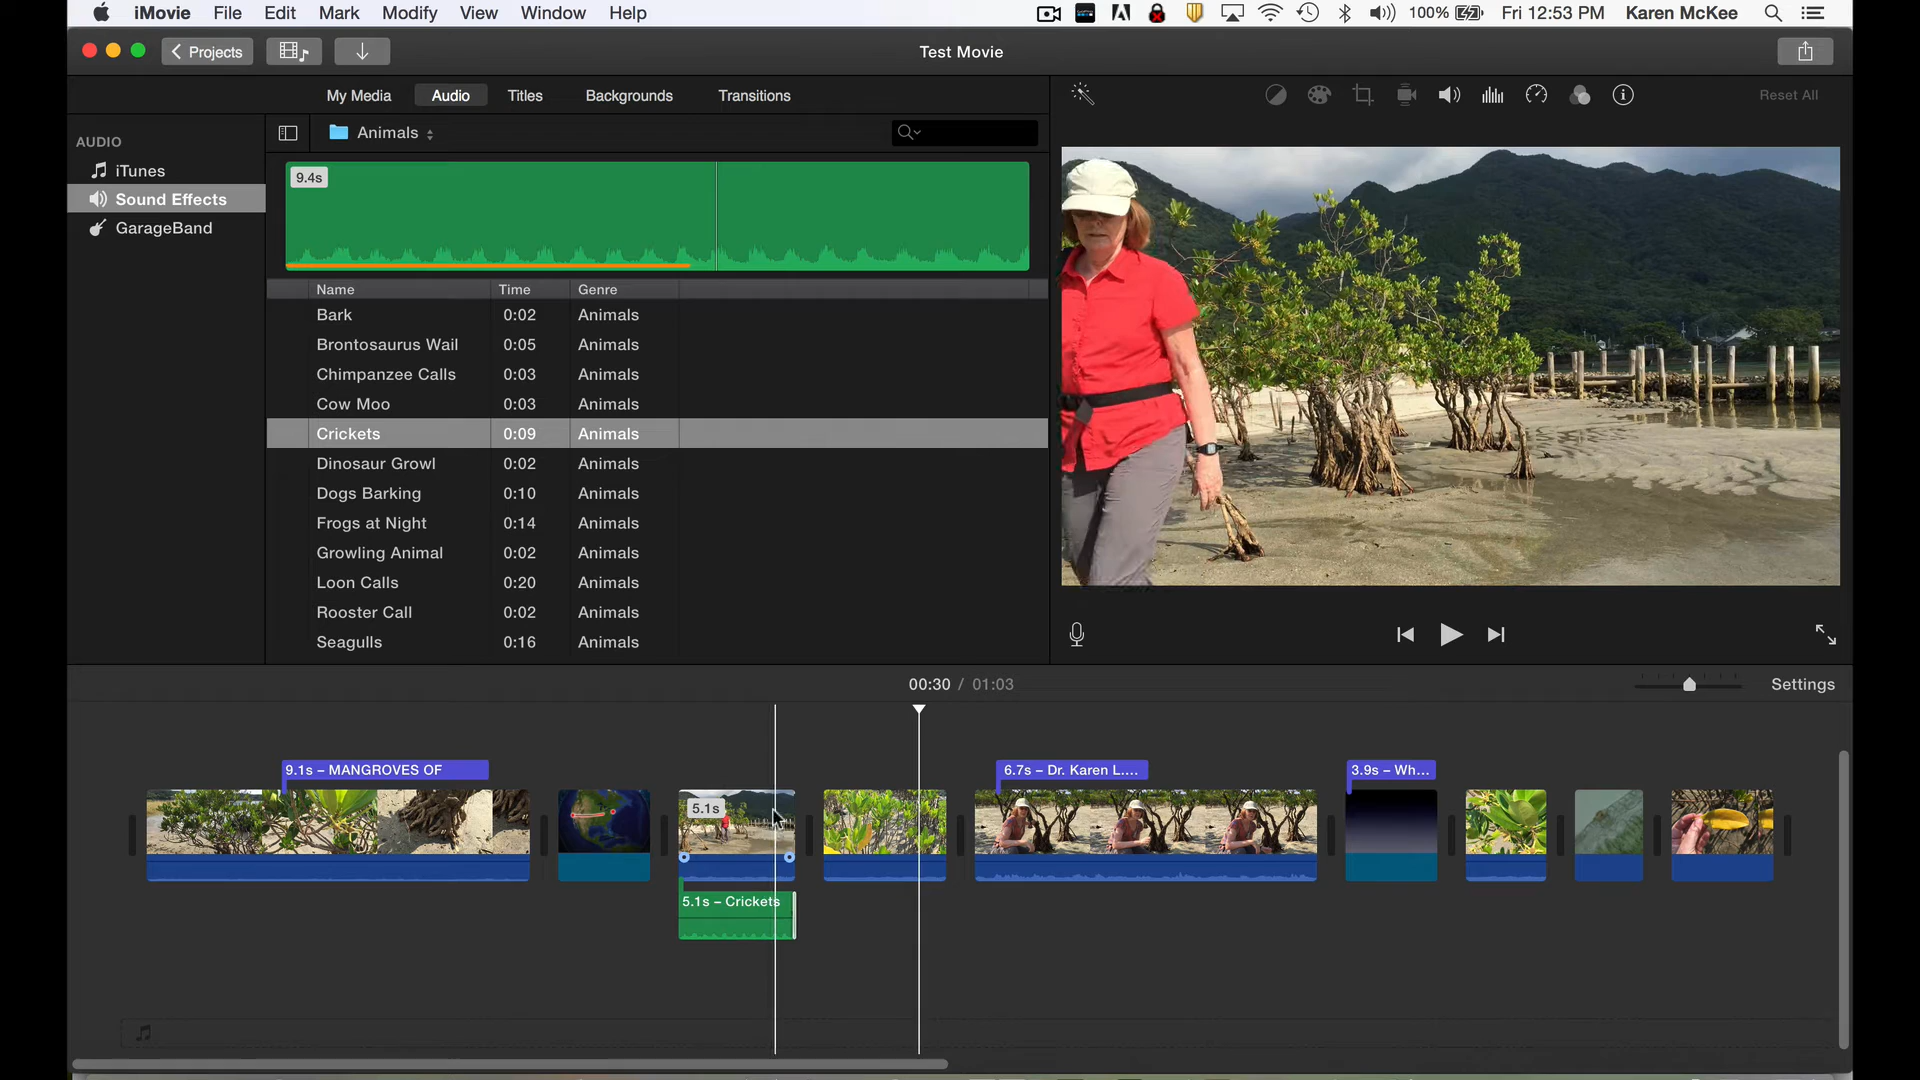 iMovie File Edit Mark Modify View Window Help 100% Fri 12:53 PM Karen McKee
Projects Test Movie
My Media Audio Titles Backgrounds Transitions Reset All
AUDIO
iTunes
Sound Effects
GarageBand
Animals
9.4s
Name Time Genre
Bark 0:02 Animals
Brontosaurus Wail 0:05 Animals
Chimpanzee Calls 0:03 Animals
Cow Moo 0:03 Animals
Crickets 0:09 Animals
Dinosaur Growl 0:02 Animals
Dogs Barking 0:10 Animals
Frogs at Night 0:14 Animals
Growling Animal 0:02 Animals
Loon Calls 0:20 Animals
Rooster Call 0:02 Animals
Seagulls 0:16 Animals
00:30 / 01:03 Settings
9.1s – MANGROVES OF 6.7s – Dr. Karen L.... 3.9s – Wh...
5.1s
5.1s – Crickets